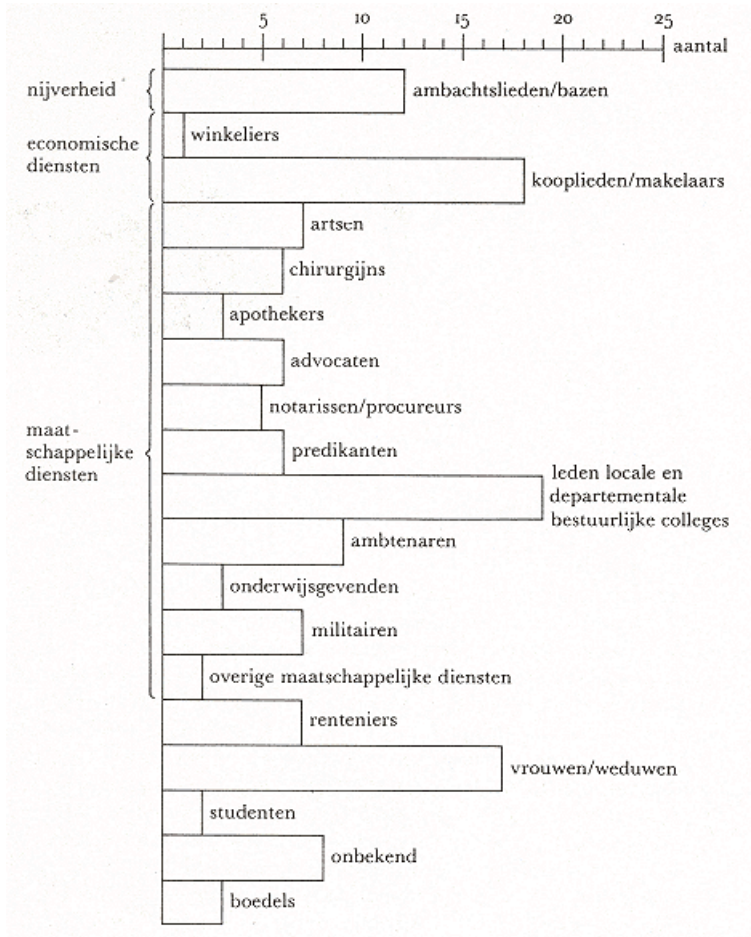 5 10 15 20 25
aantal
nijverheid
ambachtslieden/bazen
economische
diensten
winkeliers
kooplieden/makelaars
maat-
schappelijke
diensten
artsen
chirurgijns
apothekers
advocaten
notarissen/procureurs
predikanten
leden locale en
departementale
bestuurlijke colleges
ambtenaren
onderwijsgevenden
militairen
overige maatschappelijke diensten
renteniers
vrouwen/weduwen
studenten
onbekend
boedels